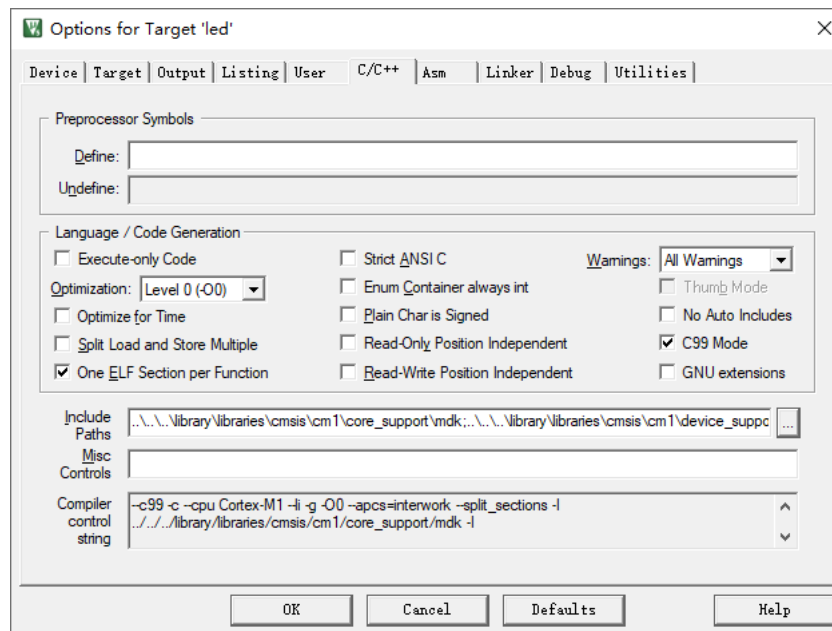 Options for Target 'led'
Device Target Output Listing User C/C++ Asm Linker Debug Utilities
Preprocessor Symbols
Define:
Undefine:
Language / Code Generation
Execute-only Code Strict ANSI C Warnings: All Warnings
Optimization: Level 0 (-O0) Enum Container always int Thumb Mode
Optimize for Time Plain Char is Signed No Auto Includes
Split Load and Store Multiple Read-Only Position Independent C99 Mode
One ELF Section per Function Read-Write Position Independent GNU extensions
Include Paths ..\..\..\library\libraries\cmsis\cm1\core_support\mdk;..\..\..\library\libraries\cmsis\cm1\device_suppc ...
Misc Controls
Compiler control string --c99 -c --cpu Cortex-M1 --li -g -O0 --apcs=interwork --split_sections -I
../../../library/libraries/cmsis/cm1/core_support/mdk -I
OK Cancel Defaults Help